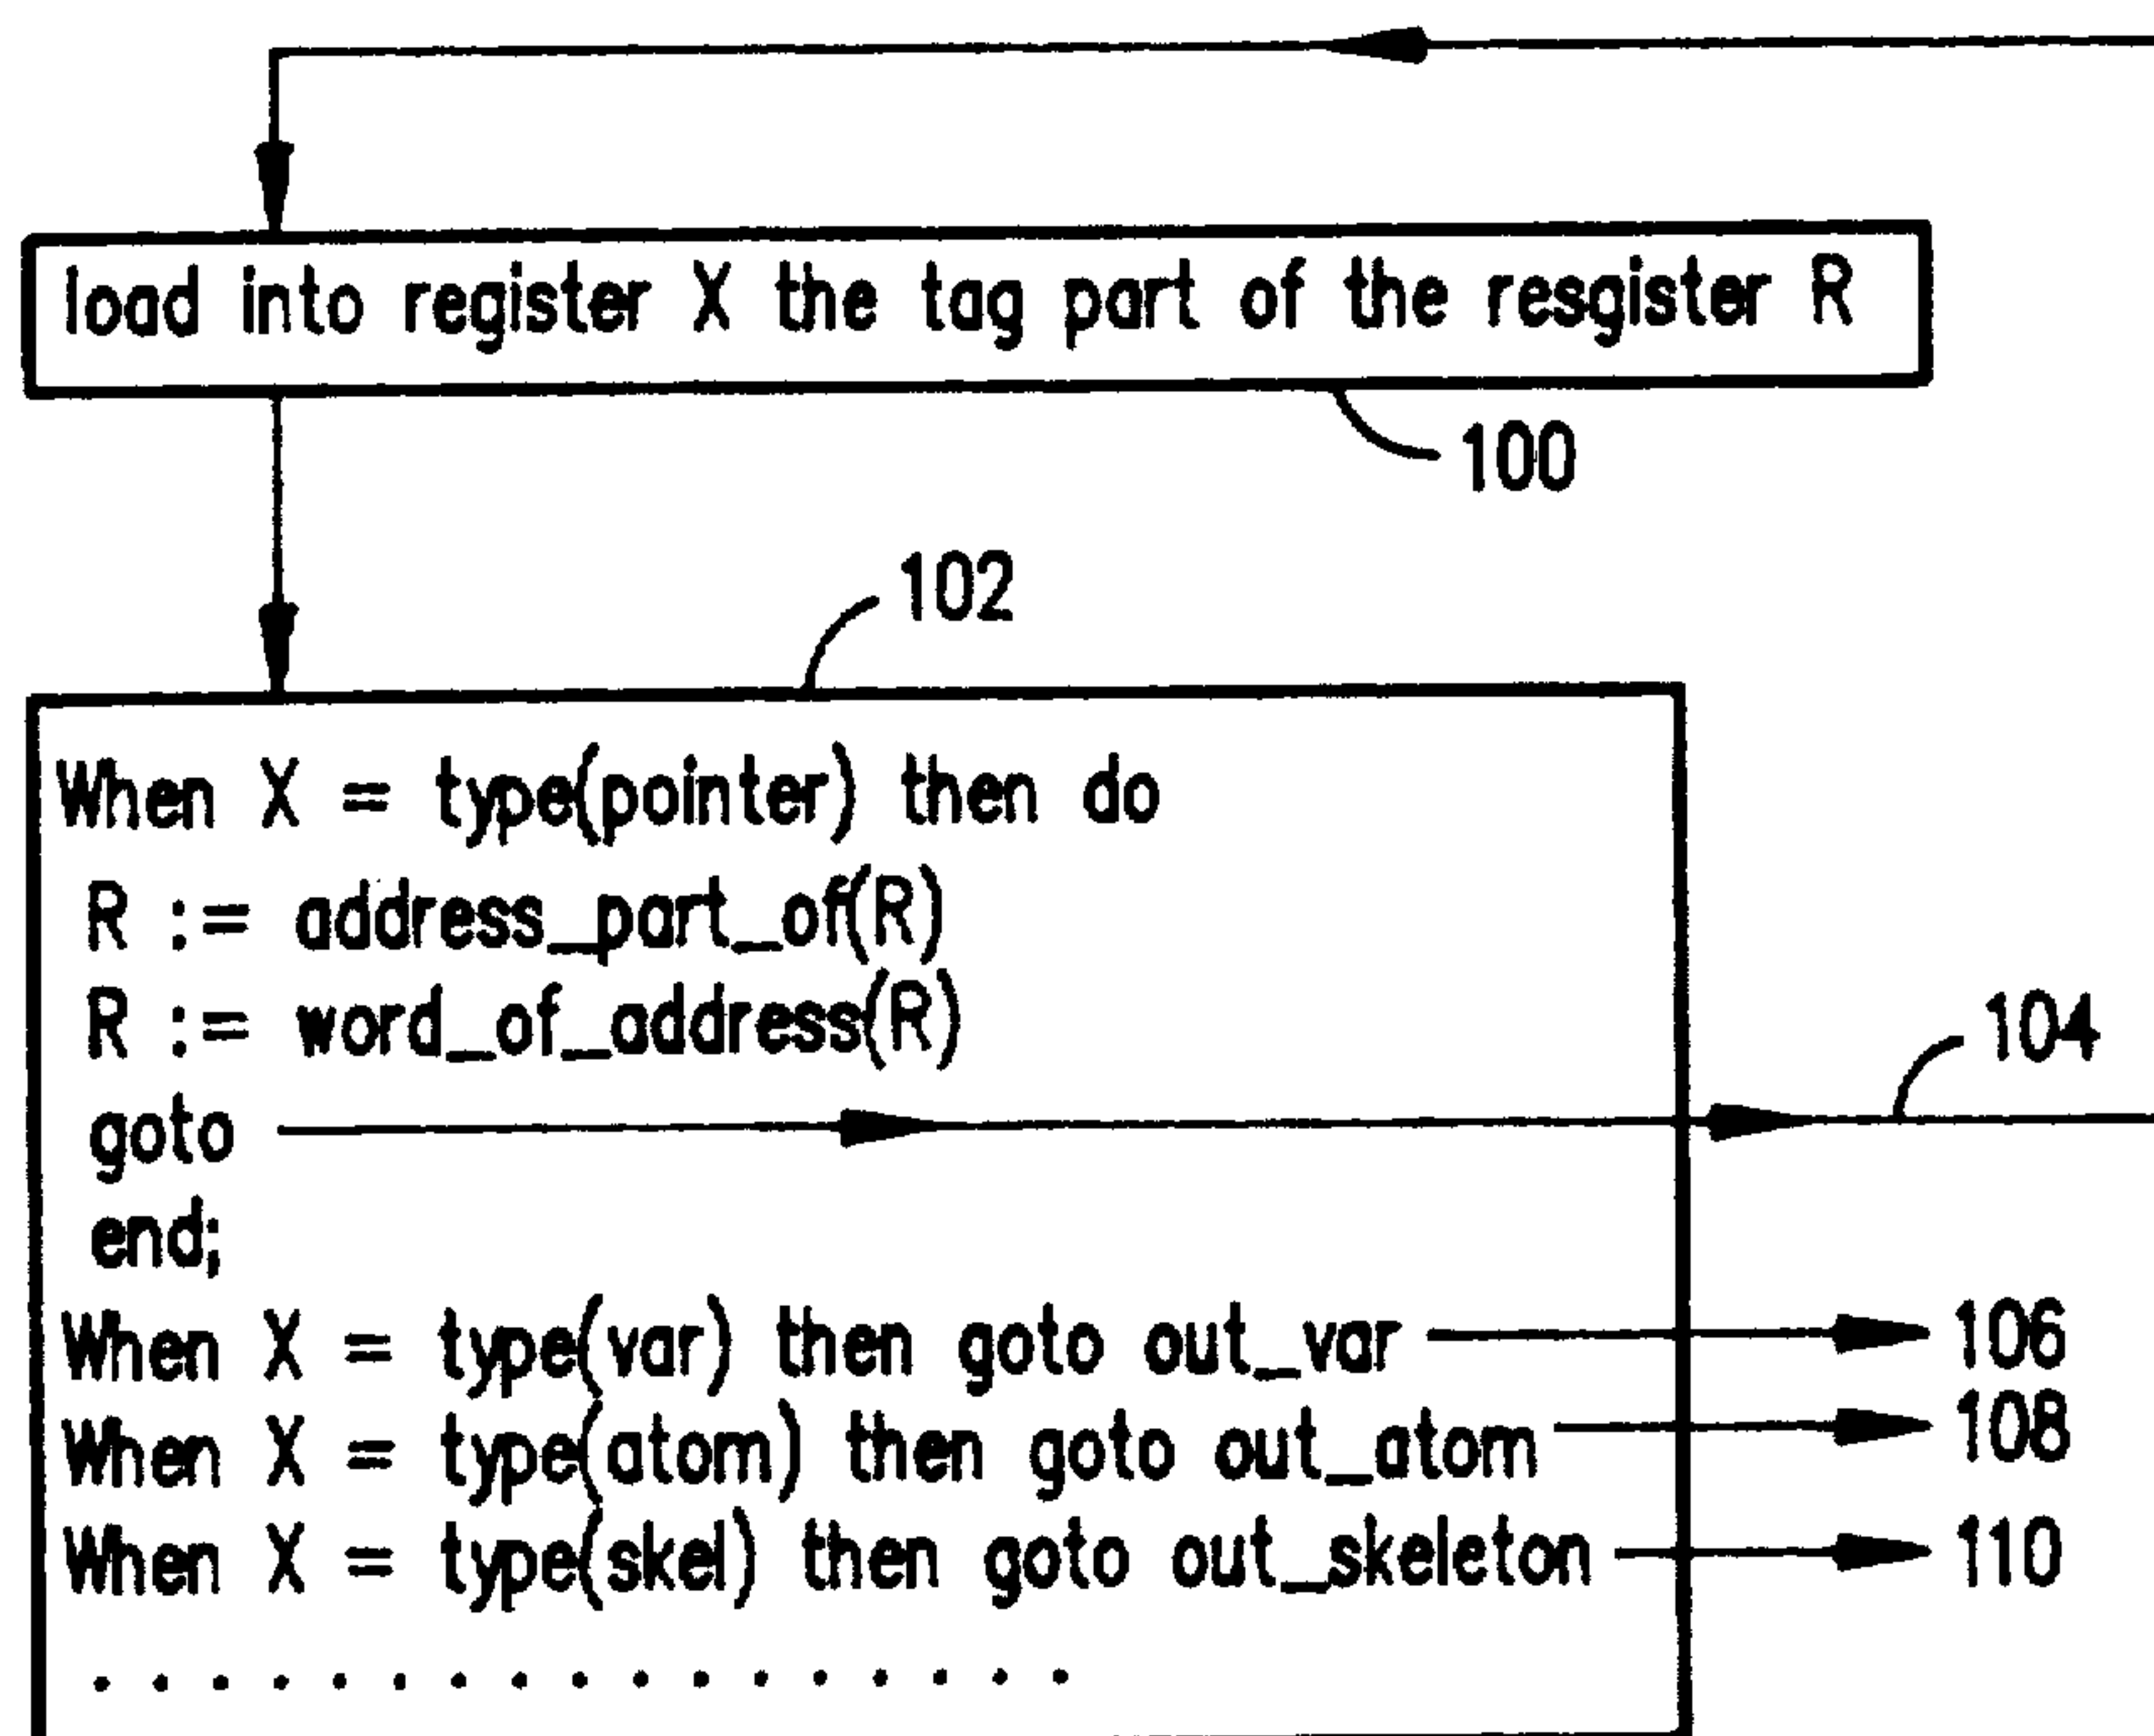 load into register X the tag part of the resgister R
100
102
When X = type(pointer) then do
R := address_part_of(R)
R := word_of_address(R)
goto
104
end;
When X = type(var) then goto out_var
106
When X = type(atom) then goto out_atom
108
When X = type(skel) then goto out_skeleton
110
. . . . . . . . . . . . . . . . .